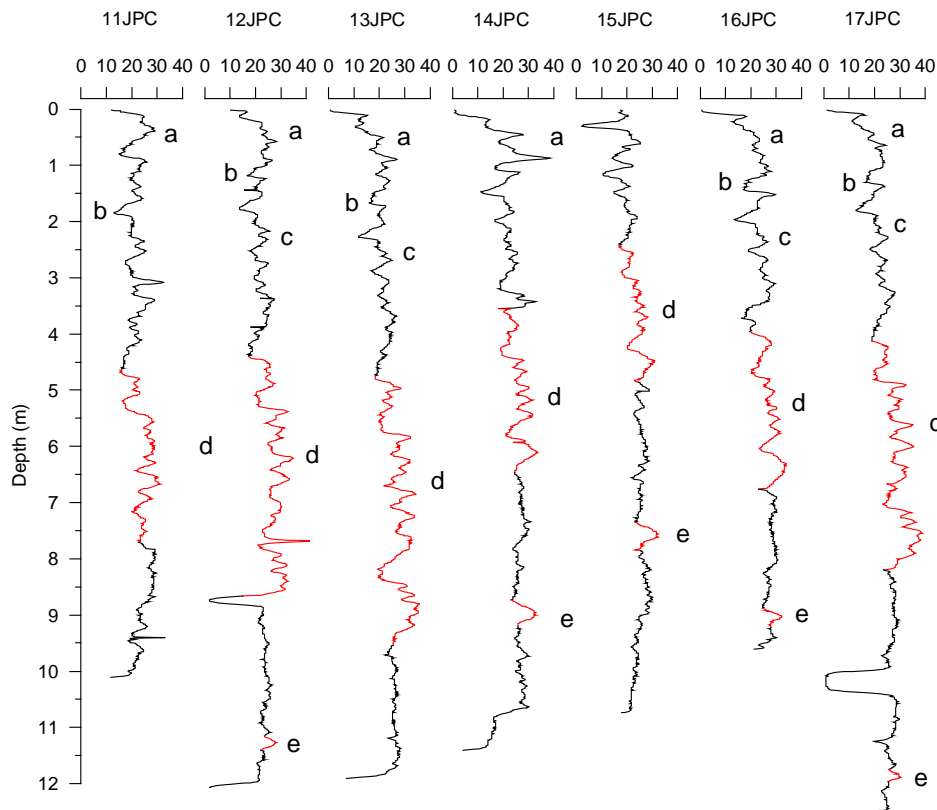 11JPC 12JPC 13JPC 14JPC 15JPC 16JPC 17JPC
0 10 20 30 40 0 10 20 30 40 0 10 20 30 40 0 10 20 30 40 0 10 20 30 40 0 10 20 30 40 0 10 20 30 40
0
a a a a a a
1
b b b b b
2
c c c c
3
d
4
5
d d
d
6
d d
d
7
e
8
9
e e
10
11
e
e
12
Depth (m)